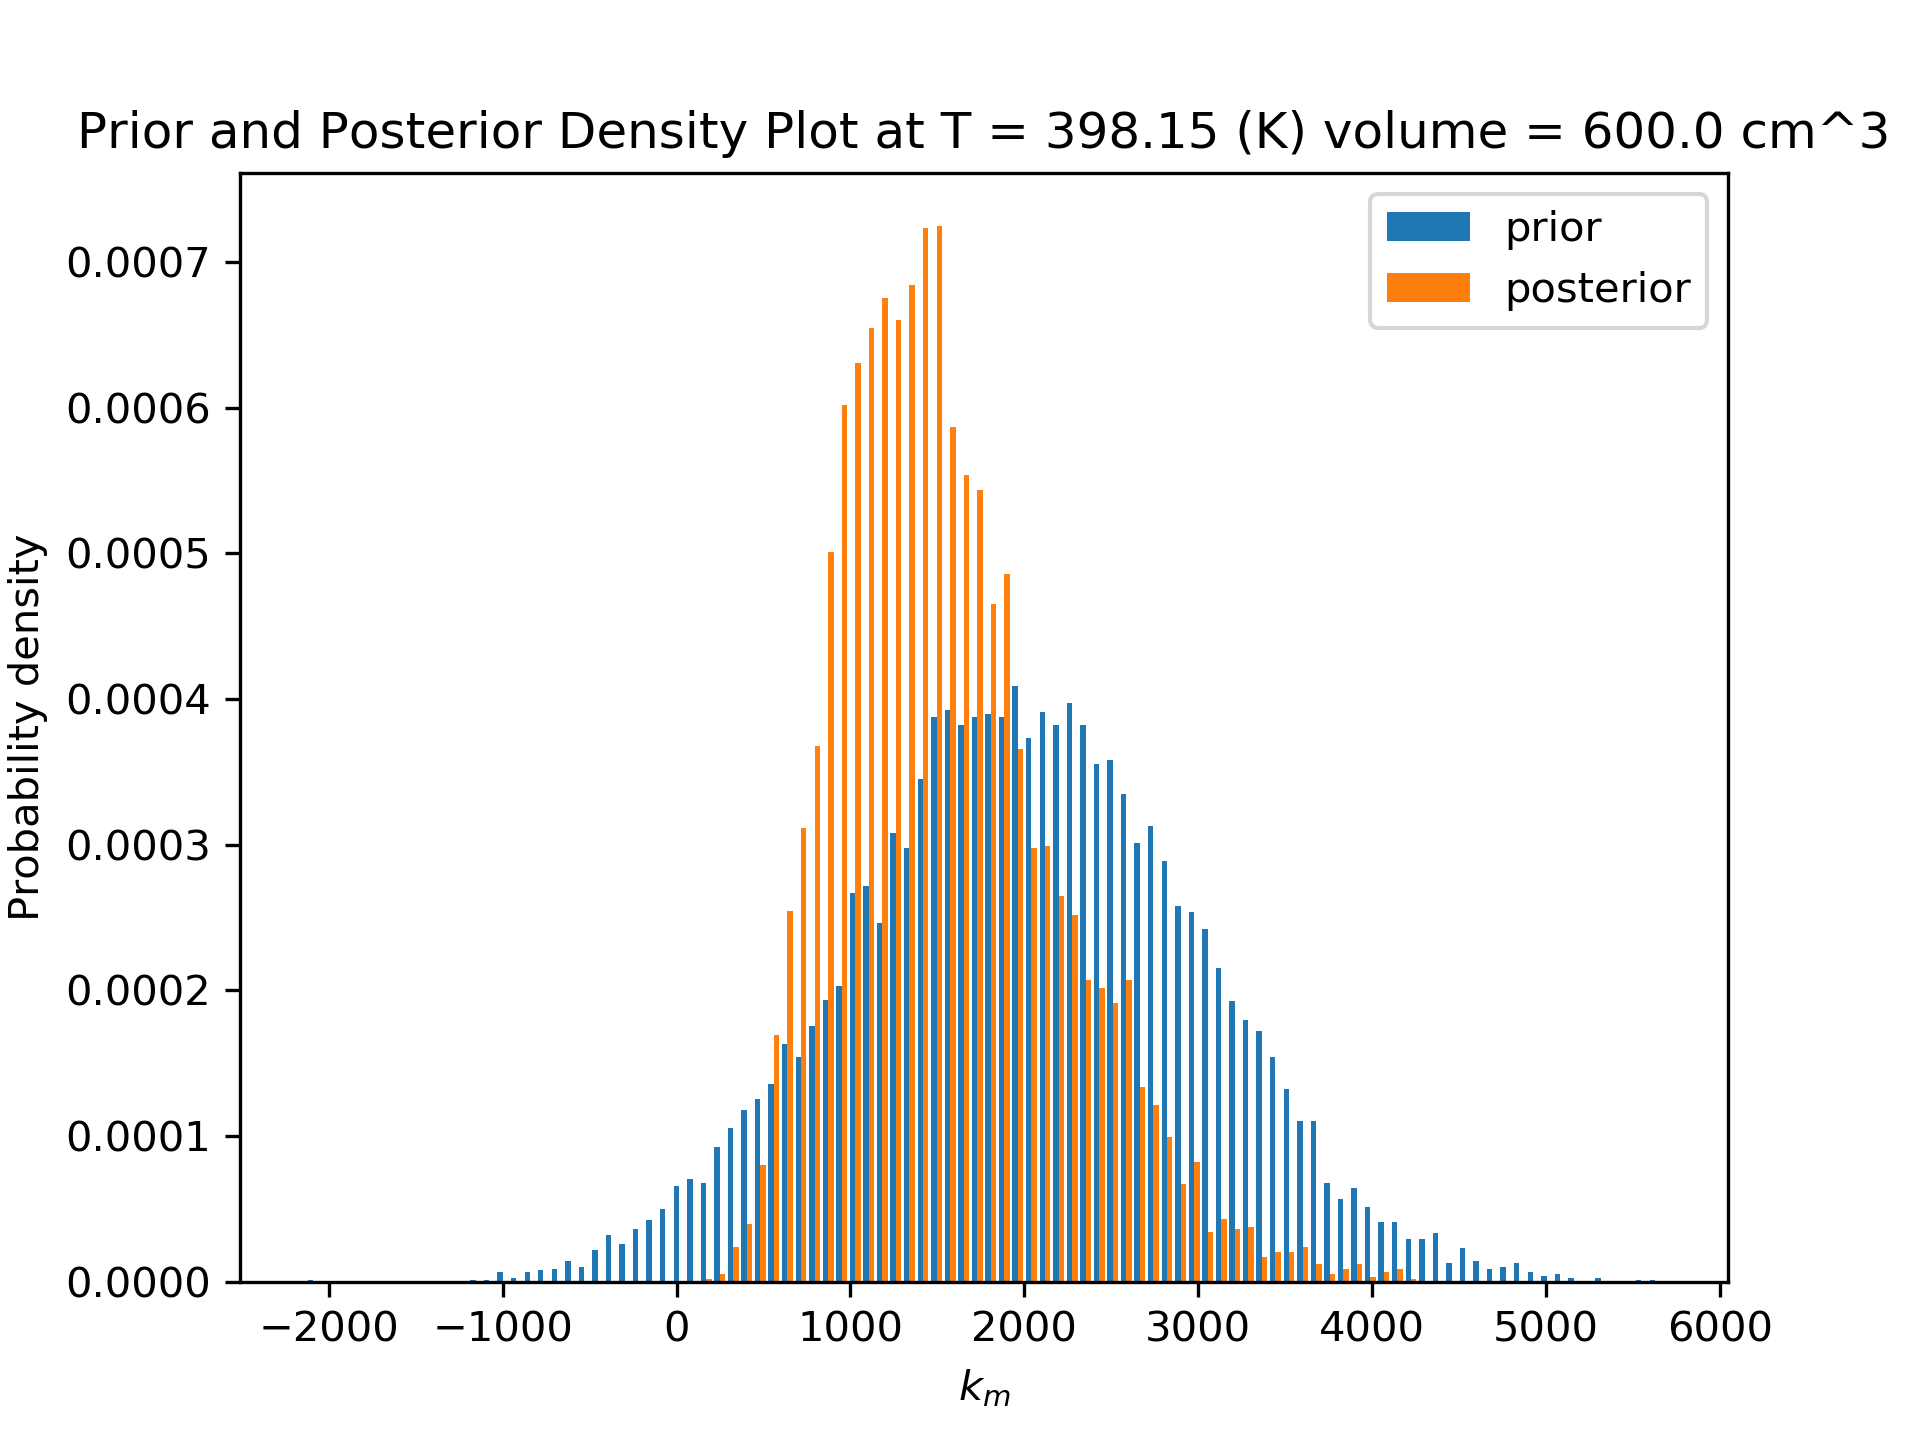 Prior and Posterior Density Plot at T = 398.15 (K) volume = 600.0 cm^3
prior
posterior
Probability density
0.0007
0.0006
0.0005
0.0004
0.0003
0.0002
0.0001
0.0000
−2000 −1000 0 1000 2000 3000 4000 5000 6000
k_m